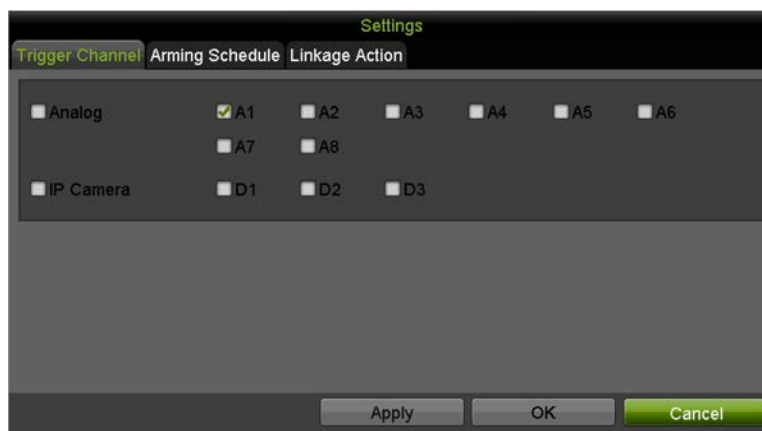 Settings
Trigger Channel Arming Schedule Linkage Action
Analog A1 A2 A3 A4 A5 A6
A7 A8
IP Camera D1 D2 D3
Apply OK Cancel